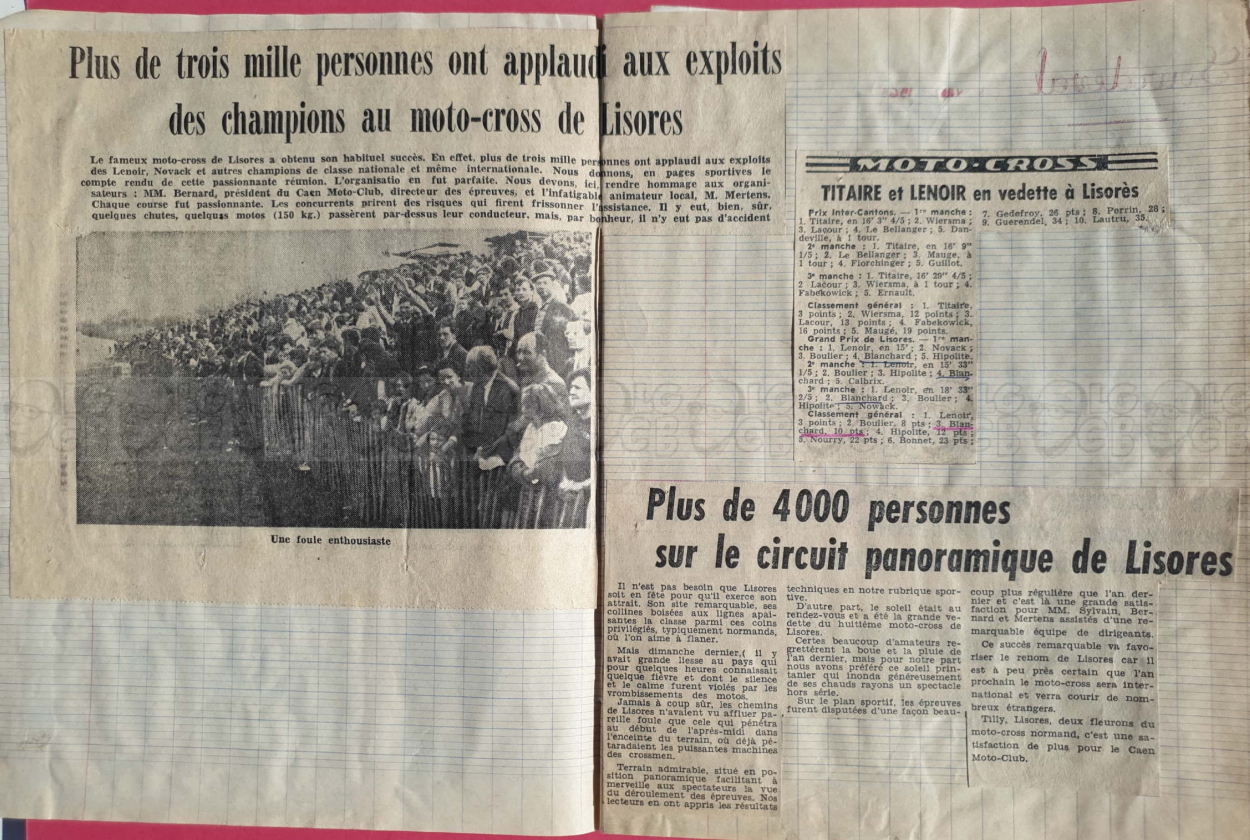 Plus de trois mille personnes ont applaudi aux exploits
des champions au moto-cross de Lisores
Le fameux moto-cross de Lisores a obtenu son habituel succès. En effet, plus de trois mille personnes ont applaudi aux exploits
des Lenoir, Novack et autres champions de classe nationale et même internationale. Nous donnons, en pages sportives le
compte rendu de cette passionnante réunion. L'organisatio en fut parfaite. Nous devons, ici, rendre hommage aux organi-
sateurs : MM. Bernard, président du Caen Moto-Club, directeur des épreuves, et l'infatigable animateur local, M. Mertens.
Chaque course fut passionnante. Les concurrents prirent des risques qui firent frissonner l'assistance. Il y eut, bien, sûr,
quelques chutes, quelques motos (150 kg.) passèrent par-dessus leur conducteur, mais, par bonheur, il n'y eut pas d'accident
Une foule enthousiaste
MOTO-CROSS
TITAIRE et LENOIR en vedette à Lisorès
Prix Inter-Cantons. — 1re manche :
1. Titaire, en 16' 3" 4/5 ; 2. Wiersma ;
3. Lacour ; 4. Le Bellanger ; 5. Dan-
deville, à 1 tour.
2e manche : 1. Titaire, en 16' 9"
1/5 ; 2. Le Bellanger ; 3. Mauge, à
1 tour ; 4. Florchinger ; 5. Guillot.
3e manche : 1. Titaire, 16' 29" 4/5 ;
2 Lacour ; 3. Wiersma, à 1 tour ; 4.
Fabekowick ; 5. Ernault.
Classement général : 1. Titaire,
3 points ; 2. Wiersma, 12 points ; 3.
Lacour, 13 points ; 4. Fabekowick,
16 points ; 5. Maugé, 19 points.
Grand Prix de Lisores. — 1re man-
che : 1. Lenoir, en 15' ; 2. Novack ;
3. Boulier ; 4. Blanchard ; 5. Hipolite.
2e manche : 1. Lenoir, en 15' 33"
1/5 ; 2. Boulier ; 3. Hipolite ; 4. Blan-
chard ; 5. Calbrix.
3e manche : 1. Lenoir, en 18' 33"
2/5 ; 2. Blanchard ; 3. Boulier ; 4.
Hipolite ; 5. Nowack.
Classement général : 1. Lenoir,
3 points ; 2. Boulier, 8 pts ; 3. Blan-
chard, 10 pts ; 4. Hipolite, 12 pts ;
5. Nourry, 22 pts ; 6. Bonnet, 23 pts ;
7. Gedefroy, 26 pts ; 8. Perrin, 28 ;
9. Guerendel, 34 ; 10. Lautru, 35.
Plus de 4000 personnes
sur le circuit panoramique de Lisores
Il n'est pas besoin que Lisores
soit en fête pour qu'il exerce son
attrait. Son site remarquable, ses
collines boisées aux lignes apai-
santes la classe parmi ces coins
privilégiés, typiquement normands,
où l'on aime à flaner.
Mais dimanche dernier,( il y
avait grande liesse au pays qui
pour quelques heures connaissait
quelque fièvre et dont le silence
et le calme furent violés par les
vrombissements des motos.
Jamais à coup sûr, les chemins
de Lisores n'avaient vu affluer pa-
reille foule que cele qui pénétra
au début de l'après-midi dans
l'enceinte du terrain, où déjà pé-
taradaient les puissantes machines
des crossmen.
Terrain admirable, situé en po-
sition panoramique facilitant à
merveille aux spectateurs la vue
du déroulement des épreuves. Nos
lecteurs en ont appris les résultats
techniques en notre rubrique spor-
tive.
D'autre part, le soleil était au
rendez-vous et a été la grande ve-
dette du huitième moto-cross de
Lisores.
Certes beaucoup d'amateurs re-
grettèrent la boue et la pluie de
l'an dernier, mais pour notre part
nous avons préféré ce soleil prin-
tanier qui inonda généreusement
de ses chauds rayons un spectacle
hors série.
Sur le plan sportif, les épreuves
furent disputées d'une façon beau-
coup plus régulière que l'an der-
nier et c'est là une grande satis-
faction pour MM. Sylvain, Ber-
nard et Mertens assistés d'une re-
marquable équipe de dirigeants.
Ce succès remarquable va favo-
riser le renom de Lisores car il
est à peu près certain que l'an
prochain le moto-cross sera inter-
national et verra courir de nom-
breux étrangers.
Tilly, Lisores, deux fleurons du
moto-cross normand, c'est une sa-
tisfaction de plus pour le Caen
Moto-Club.